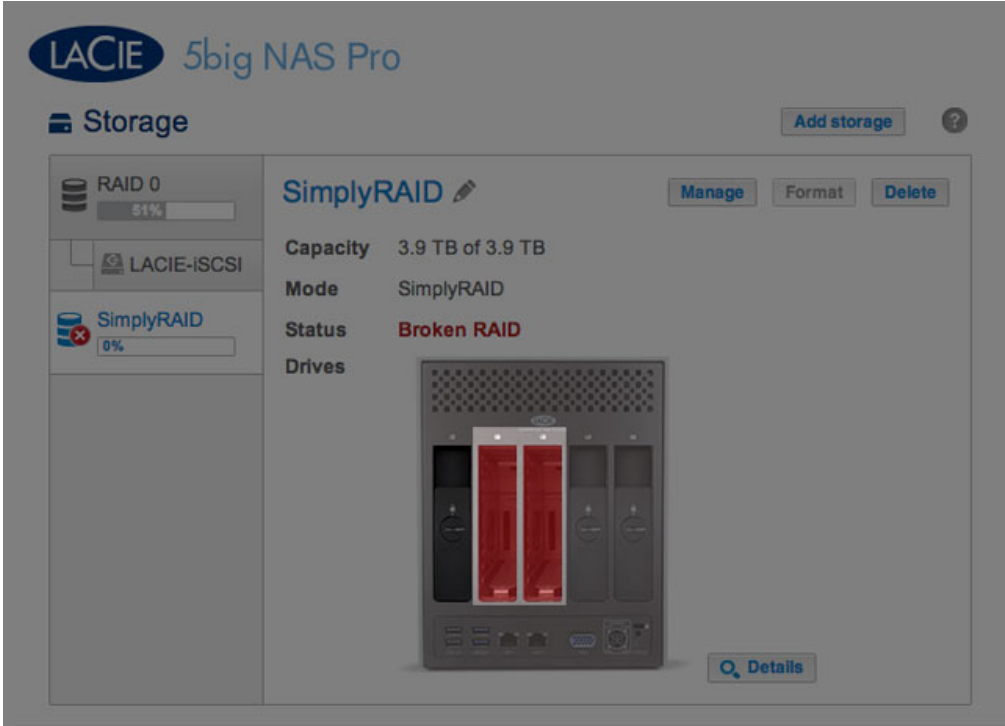 LACIE 5big NAS Pro
Storage
Add storage
?
RAID 0
51%
LACIE-iSCSI
SimplyRAID
0%
SimplyRAID
Manage
Format
Delete
Capacity 3.9 TB of 3.9 TB
Mode SimplyRAID
Status Broken RAID
Drives
LACIE
Details